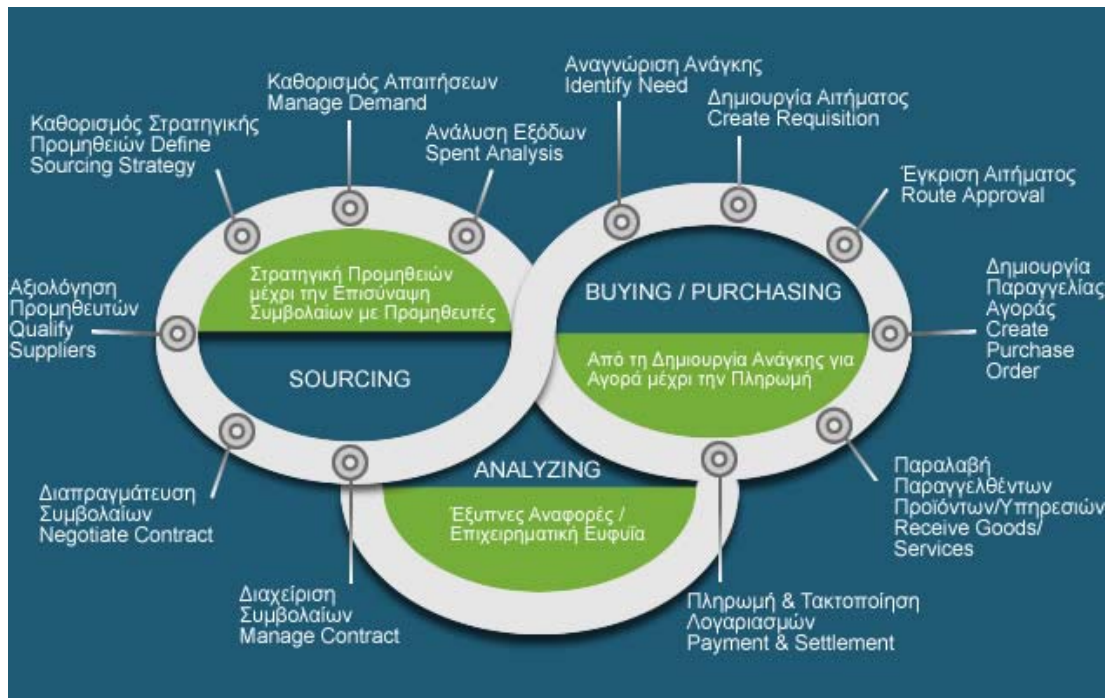 Καθορισμός Απαιτήσεων
Manage Demand
Καθορισμός Στρατηγικής
Προμηθειών Define
Sourcing Strategy
Ανάλυση Εξόδων
Spent Analysis
Αξιολόγηση
Προμηθευτών
Qualify
Suppliers
Στρατηγική Προμηθειών
μέχρι την Επισύναψη
Συμβολαίων με Προμηθευτές
SOURCING
Διαπραγμάτευση
Συμβολαίων
Negotiate Contract
Διαχείριση
Συμβολαίων
Manage Contract
Αναγνώριση Ανάγκης
Identify Need
Δημιουργία Αιτήματος
Create Requisition
Έγκριση Αιτήματος
Route Approval
Δημιουργία
Παραγγελίας
Αγοράς
Create
Purchase
Order
BUYING / PURCHASING
Από τη Δημιουργία Ανάγκης για
Αγορά μέχρι την Πληρωμή
Παραλαβή
Παραγγελθέντων
Προϊόντων/Υπηρεσιών
Receive Goods/
Services
Πληρωμή & Τακτοποίηση
Λογαριασμών
Payment & Settlement
ANALYZING
Έξυπνες Αναφορές /
Επιχειρηματική Ευφυΐα